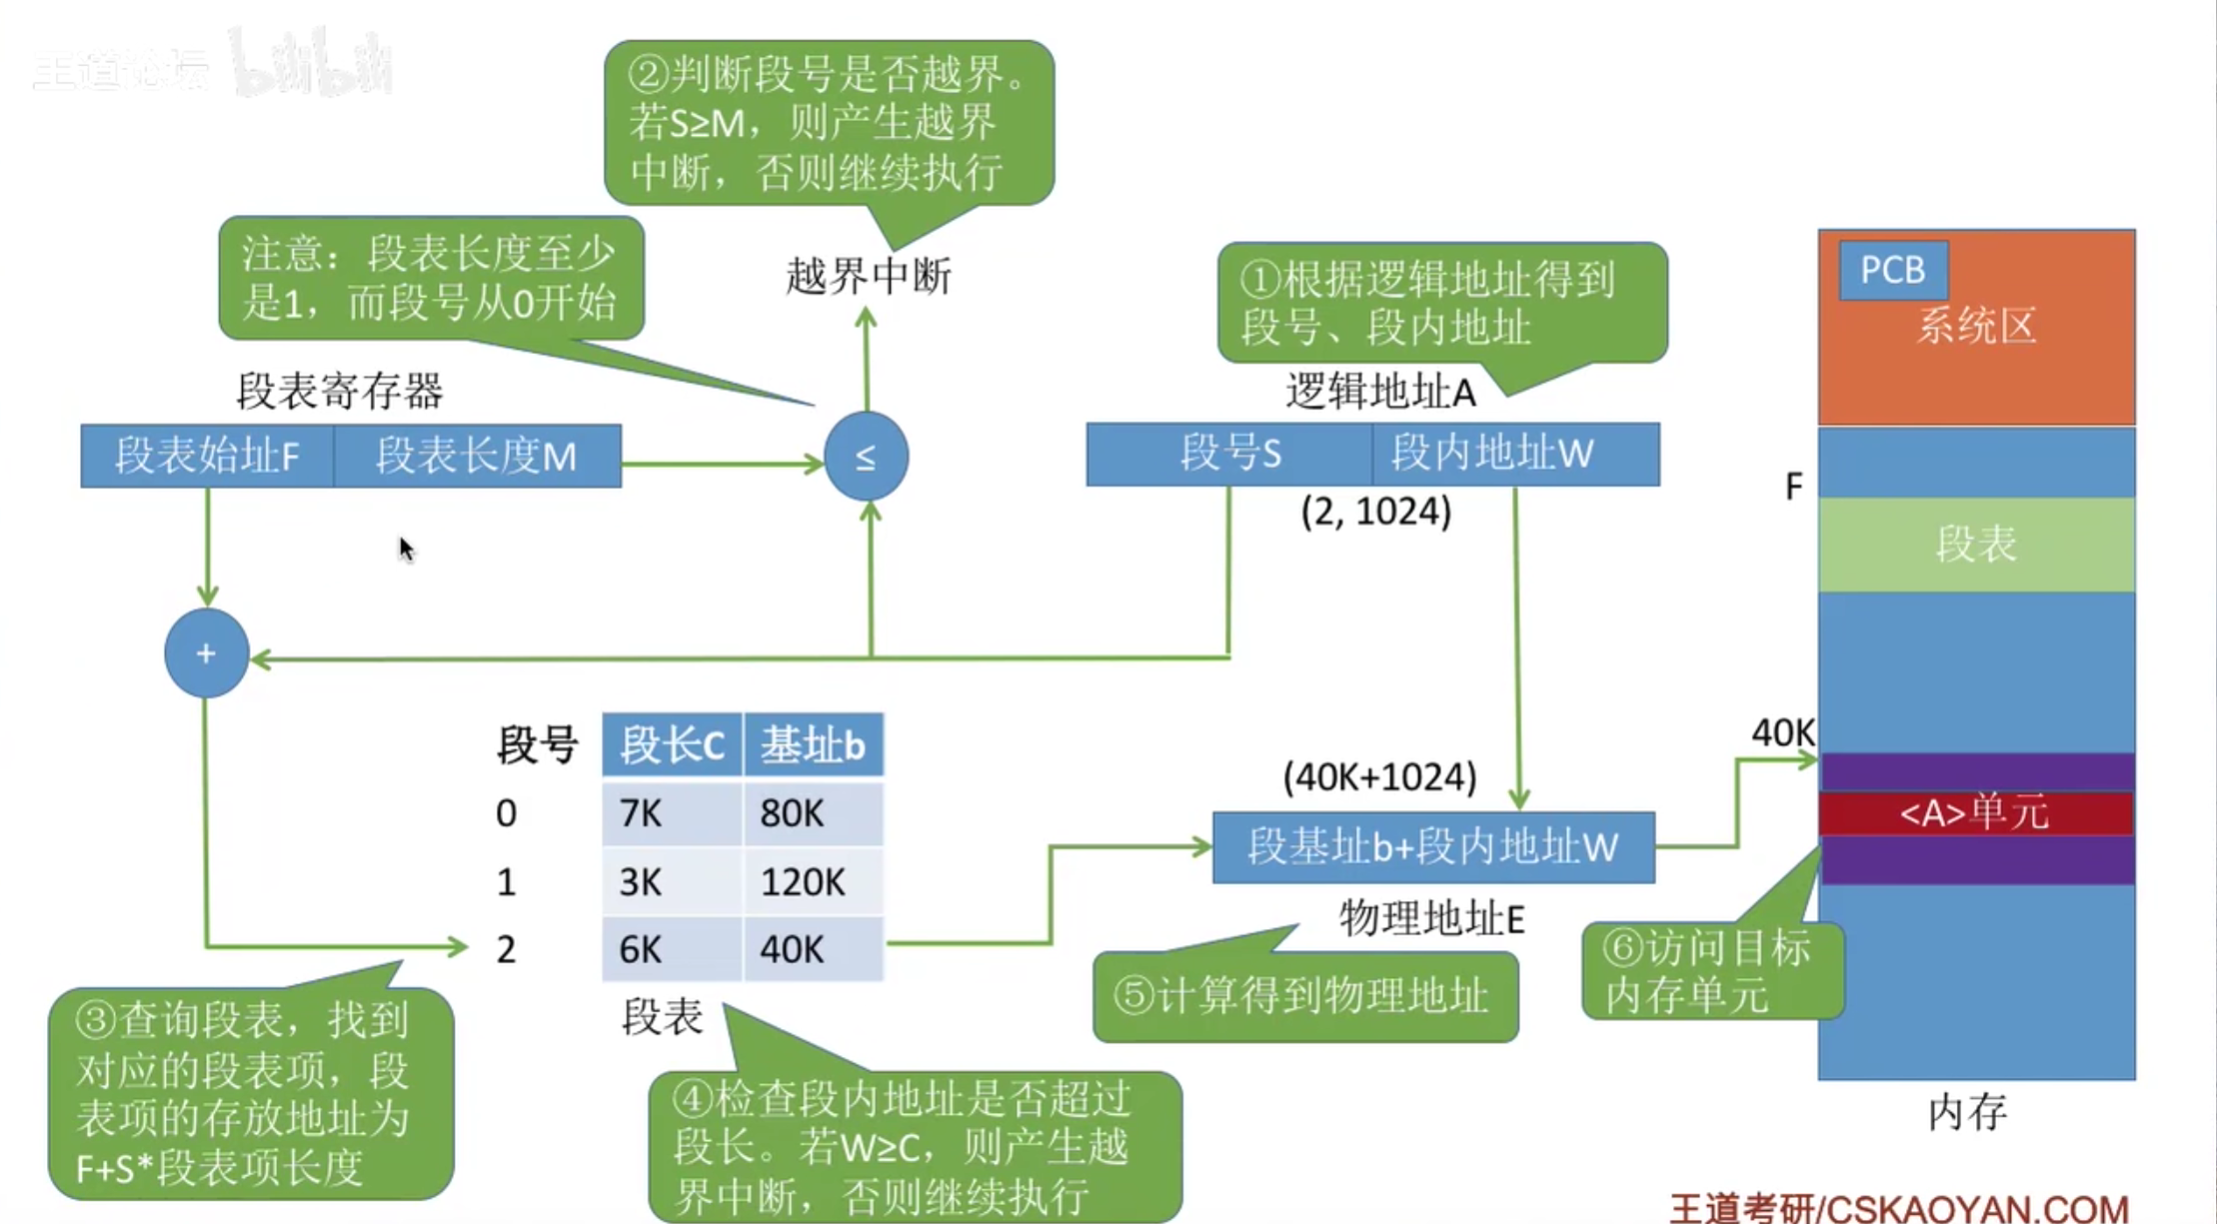 王道论坛 bilibili
②判断段号是否越界。
若S≥M，则产生越界
中断，否则继续执行
注意：段表长度至少
是1，而段号从0开始
越界中断
①根据逻辑地址得到
段号、段内地址
PCB
系统区
段表寄存器
逻辑地址A
段表始址F
段表长度M
≤
段号S
段内地址W
(2, 1024)
F
段表
+
段号
段长C
基址b
0
7K
80K
1
3K
120K
2
6K
40K
段表
(40K+1024)
段基址b+段内地址W
物理地址E
40K
<A>单元
③查询段表，找到
对应的段表项，段
表项的存放地址为
F+S*段表项长度
④检查段内地址是否超过
段长。若W≥C，则产生越
界中断，否则继续执行
⑤计算得到物理地址
⑥访问目标
内存单元
内存
王道考研/CSKAOYAN.COM